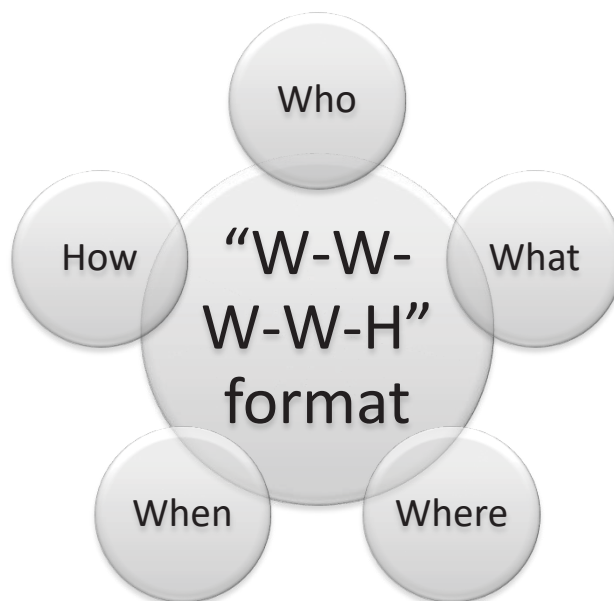 Who
How
“W-W-
W-W-H”
format
What
When
Where